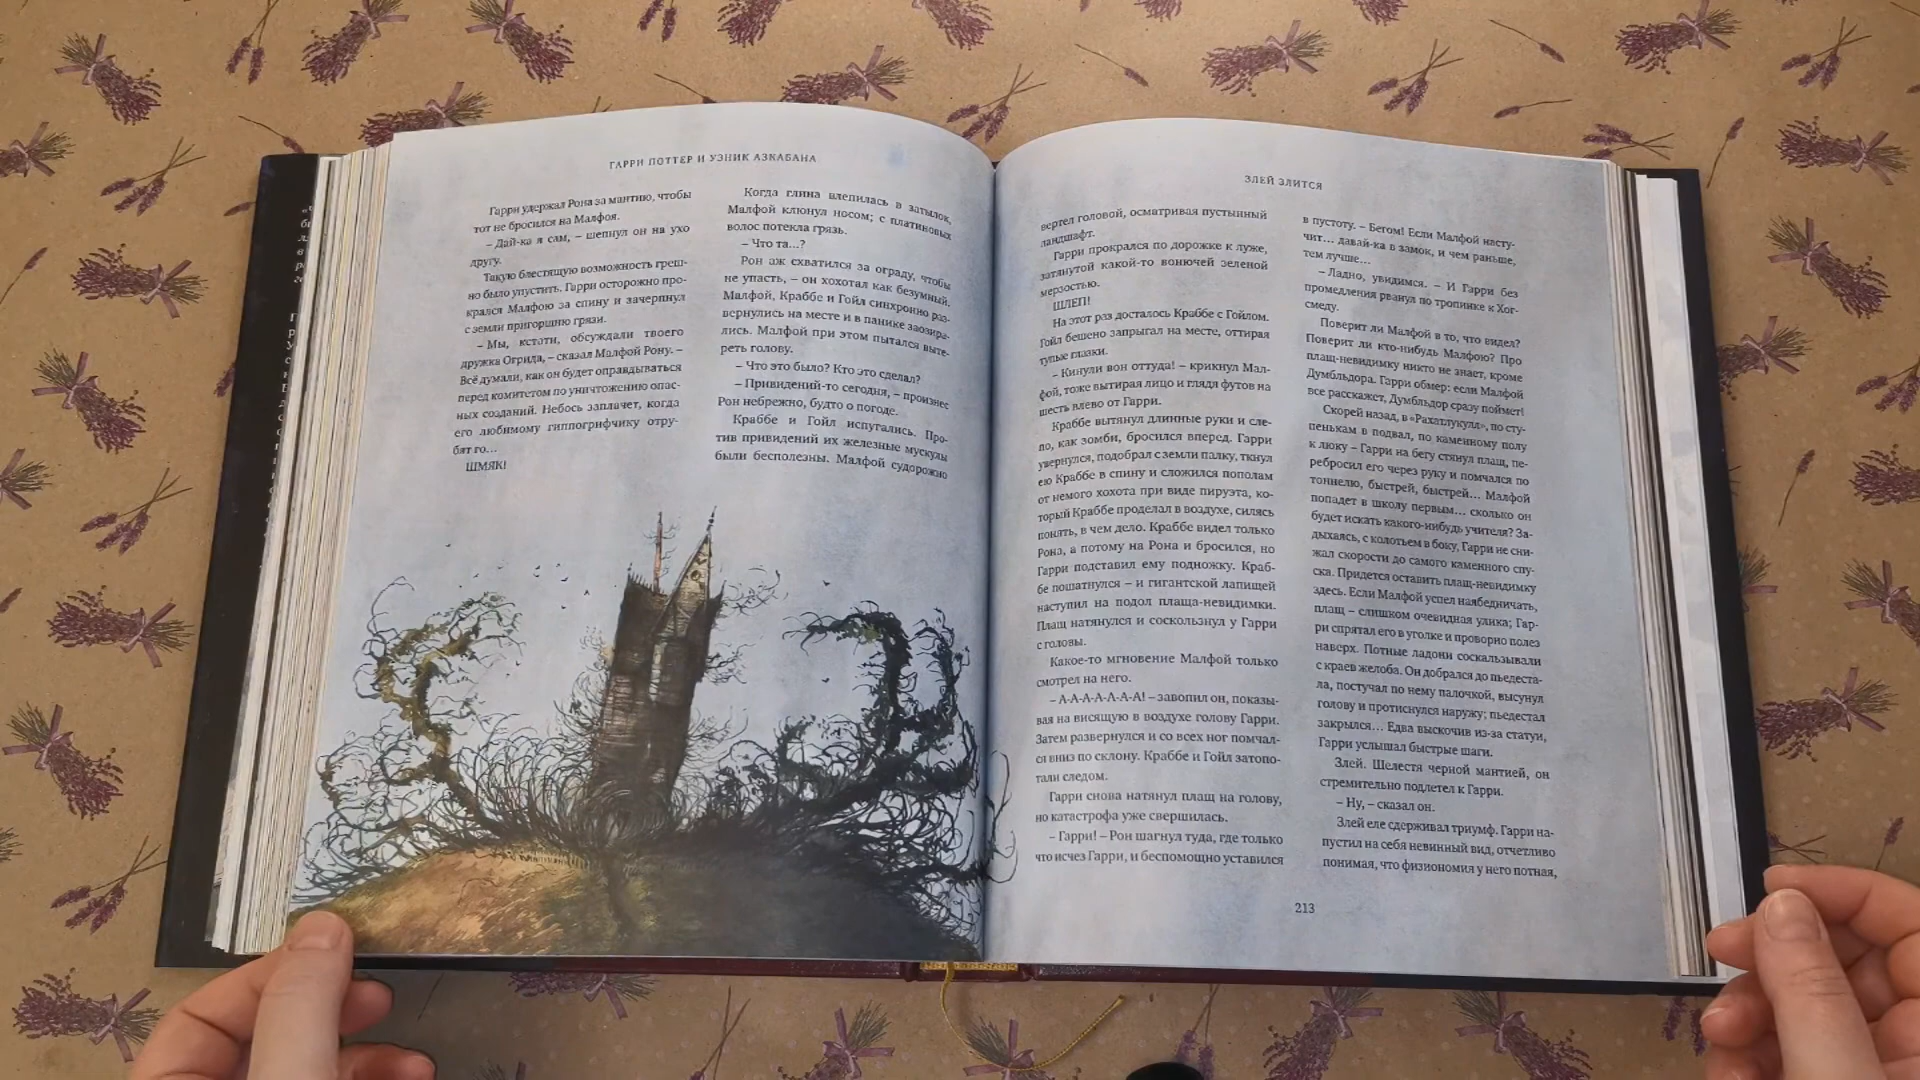 ГАРРИ ПОТТЕР И УЗНИК АЗКАБАНА
Гарри удержал Рона за мантию, чтобы
тот не бросился на Малфоя.
– Дай-ка я сам, – шепнул он на ухо
другу.
Такую блестящую возможность греш-
но было упустить. Гарри осторожно про-
крался Малфою за спину и зачерпнул
с земли пригоршню грязи.
– Мы, кстати, обсуждали твоего
дружка Огрида, – сказал Малфой Рону. –
Всё думали, как он будет оправдываться
перед комитетом по уничтожению опас-
ных созданий. Небось заплачет, когда
его любимому гиппогрифчику отру-
бят го...
ШМЯК!
Когда глина влепилась в затылок,
Малфой клюнул носом; с платиновых
волос потекла грязь.
– Что та...?
Рон аж схватился за ограду, чтобы
не упасть, – он хохотал как безумный.
Малфой, Краббе и Гойл синхронно раз-
вернулись на месте и в панике заозира-
лись. Малфой при этом пытался выте-
реть голову.
– Что это было? Кто это сделал?
– Привидений-то сегодня, – произнес
Рон небрежно, будто о погоде.
Краббе и Гойл испугались. Про-
тив привидений их железные мускулы
были бесполезны. Малфой судорожно
ЗЛЕЙ ЗЛИТСЯ
вертел головой, осматривая пустынный
ландшафт.
Гарри прокрался по дорожке к луже,
затянутой какой-то вонючей зеленой
мерзостью.
ШЛЕП!
На этот раз досталось Краббе с Гойлом.
Гойл бешено запрыгал на месте, оттирая
тупые глазки.
– Кинули вон оттуда! – крикнул Мал-
фой, тоже вытирая лицо и глядя футов на
шесть влево от Гарри.
Краббе вытянул длинные руки и сле-
по, как зомби, бросился вперед. Гарри
увернулся, подобрал с земли палку, ткнул
ею Краббе в спину и сложился пополам
от немого хохота при виде пируэта, ко-
торый Краббе проделал в воздухе, силясь
понять, в чем дело. Краббе видел только
Рона, а потому на Рона и бросился, но
Гарри подставил ему подножку. Краб-
бе пошатнулся – и гигантской лапищей
наступил на подол плаща-невидимки.
Плащ натянулся и соскользнул у Гарри
с головы.
Какое-то мгновение Малфой только
смотрел на него.
– А-А-А-А-А-А-А! – завопил он, показы-
вая на висящую в воздухе голову Гарри.
Затем развернулся и со всех ног помчал-
ся вниз по склону. Краббе и Гойл затопо-
тали следом.
Гарри снова натянул плащ на голову,
но катастрофа уже свершилась.
– Гарри! – Рон шагнул туда, где только
что исчез Гарри, и беспомощно уставился
в пустоту. – Бегом! Если Малфой насту-
чит... давай-ка в замок, и чем раньше,
тем лучше...
– Ладно, увидимся. – И Гарри без
промедления рванул по тропинке к Хог-
смеду.
Поверит ли Малфой в то, что видел?
Поверит ли кто-нибудь Малфою? Про
плащ-невидимку никто не знает, кроме
Думбльдора. Гарри обмер: если Малфой
все расскажет, Думбльдор сразу поймет!
Скорей назад, в «Рахатлукулл», по сту-
пенькам в подвал, по каменному полу
к люку – Гарри на бегу стянул плащ, пе-
ребросил его через руку и помчался по
тоннелю, быстрей, быстрей... Малфой
попадет в школу первым... сколько он
будет искать какого-нибудь учителя? За-
дыхаясь, с колотьем в боку, Гарри не сни-
жал скорости до самого каменного спу-
ска. Придется оставить плащ-невидимку
здесь. Если Малфой успел наябедничать,
плащ – слишком очевидная улика; Гар-
ри спрятал его в уголке и проворно полез
наверх. Потные ладони соскальзывали
с краев желоба. Он добрался до пьедеста-
ла, постучал по нему палочкой, высунул
голову и протиснулся наружу; пьедестал
закрылся... Едва выскочив из-за статуи,
Гарри услышал быстрые шаги.
Злей. Шелестя черной мантией, он
стремительно подлетел к Гарри.
– Ну, – сказал он.
Злей еле сдерживал триумф. Гарри на-
пустил на себя невинный вид, отчетливо
понимая, что физиономия у него потная,
213